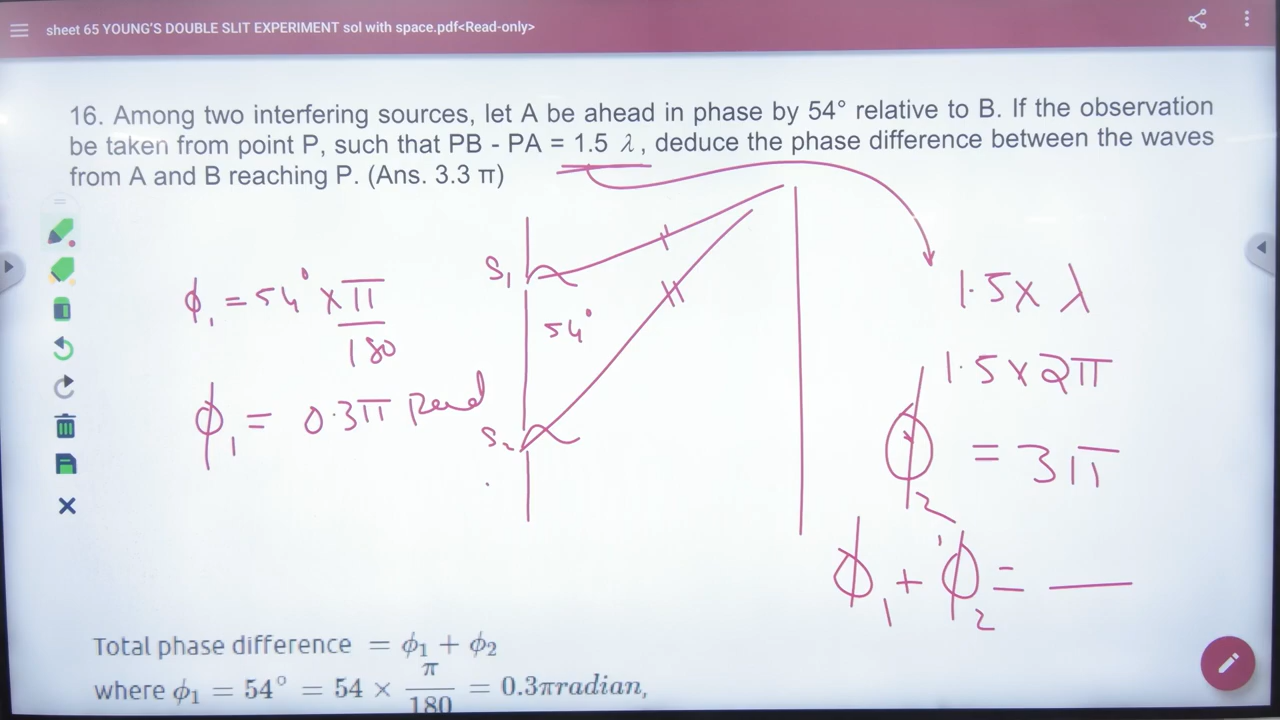 sheet 65 YOUNG'S DOUBLE SLIT EXPERIMENT sol with space.pdf<Read-only>
16. Among two interfering sources, let A be ahead in phase by 54° relative to B. If the observation
be taken from point P, such that PB - PA = 1.5 λ, deduce the phase difference between the waves
from A and B reaching P. (Ans. 3.3 π)
S₁
ϕ₁ = 54° × π
180
54°
1.5 × λ
1.5 × 2π
ϕ₁ = 0.3π Rad
S₂
ϕ₂ = 3π
ϕ₁ + ϕ₂ =
Total phase difference = ϕ₁ + ϕ₂
where ϕ₁ = 54° = 54 × π/180 = 0.3πradian,